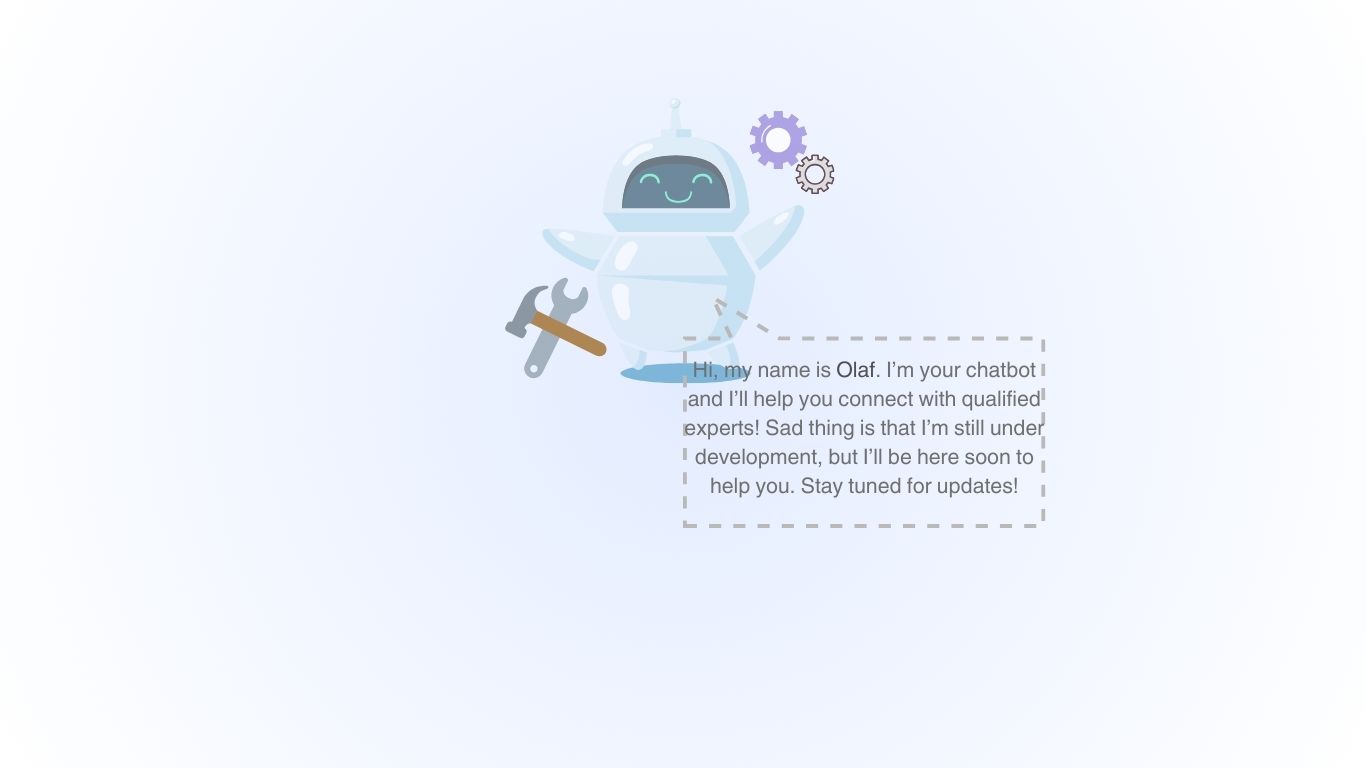 Hi, my name is Olaf. I’m your chatbot
and I’ll help you connect with qualified
experts! Sad thing is that I’m still under
development, but I’ll be here soon to
help you. Stay tuned for updates!